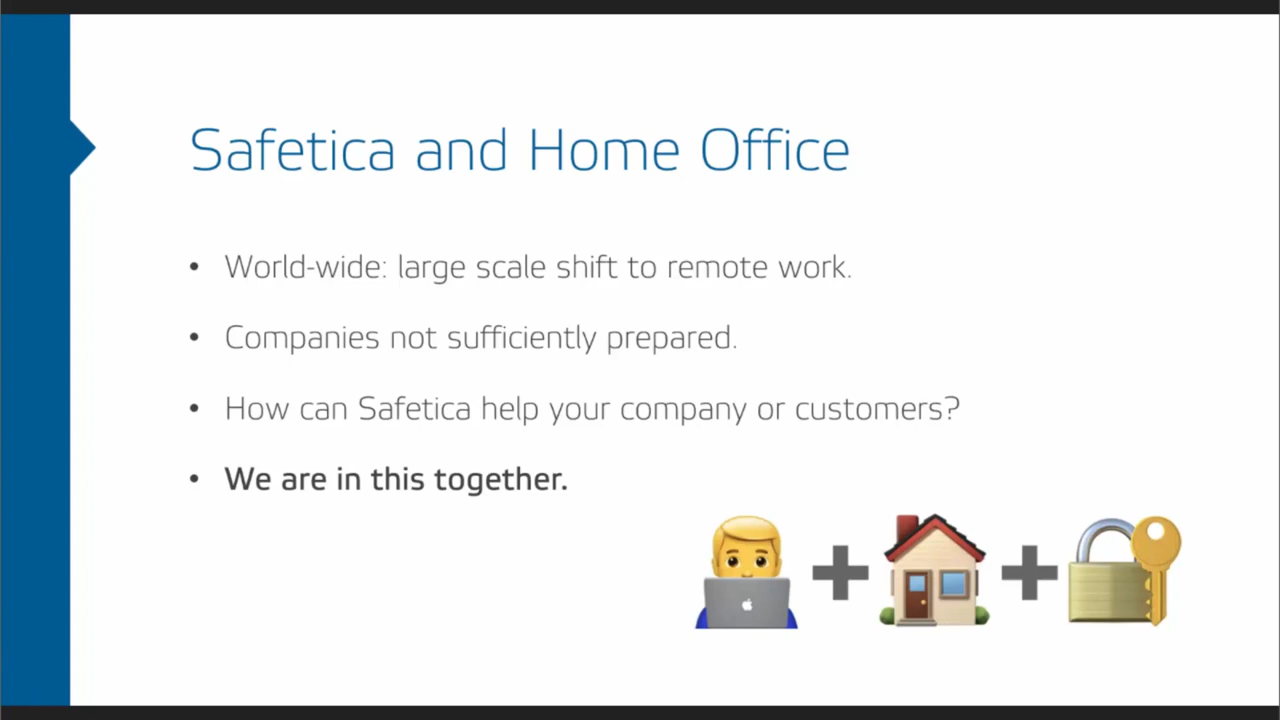 Safetica and Home Office
• World-wide: large scale shift to remote work.
• Companies not sufficiently prepared.
• How can Safetica help your company or customers?
• We are in this together.